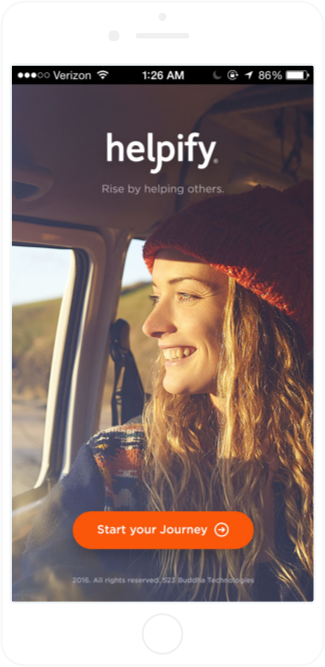 Verizon 1:26 AM 86%
helpify®
Rise by helping others.
Start your Journey
2016. All rights reserved. 523 Buddha Technologies